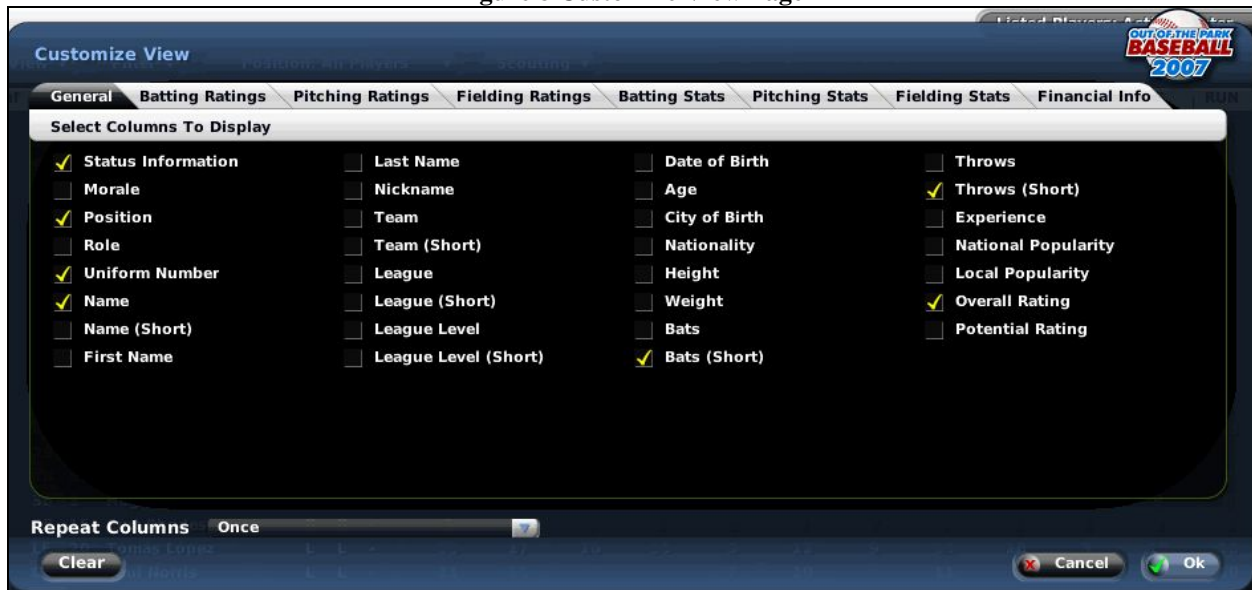 Customize View
OUT OF THE PARK
BASEBALL
2007
General Batting Ratings Pitching Ratings Fielding Ratings Batting Stats Pitching Stats Fielding Stats Financial Info
Select Columns To Display
Status Information Last Name Date of Birth Throws
Morale Nickname Age Throws (Short)
Position Team City of Birth Experience
Role Team (Short) Nationality National Popularity
Uniform Number League Height Local Popularity
Name League (Short) Weight Overall Rating
Name (Short) League Level Bats Potential Rating
First Name League Level (Short) Bats (Short)
Repeat Columns Once
Clear Cancel Ok